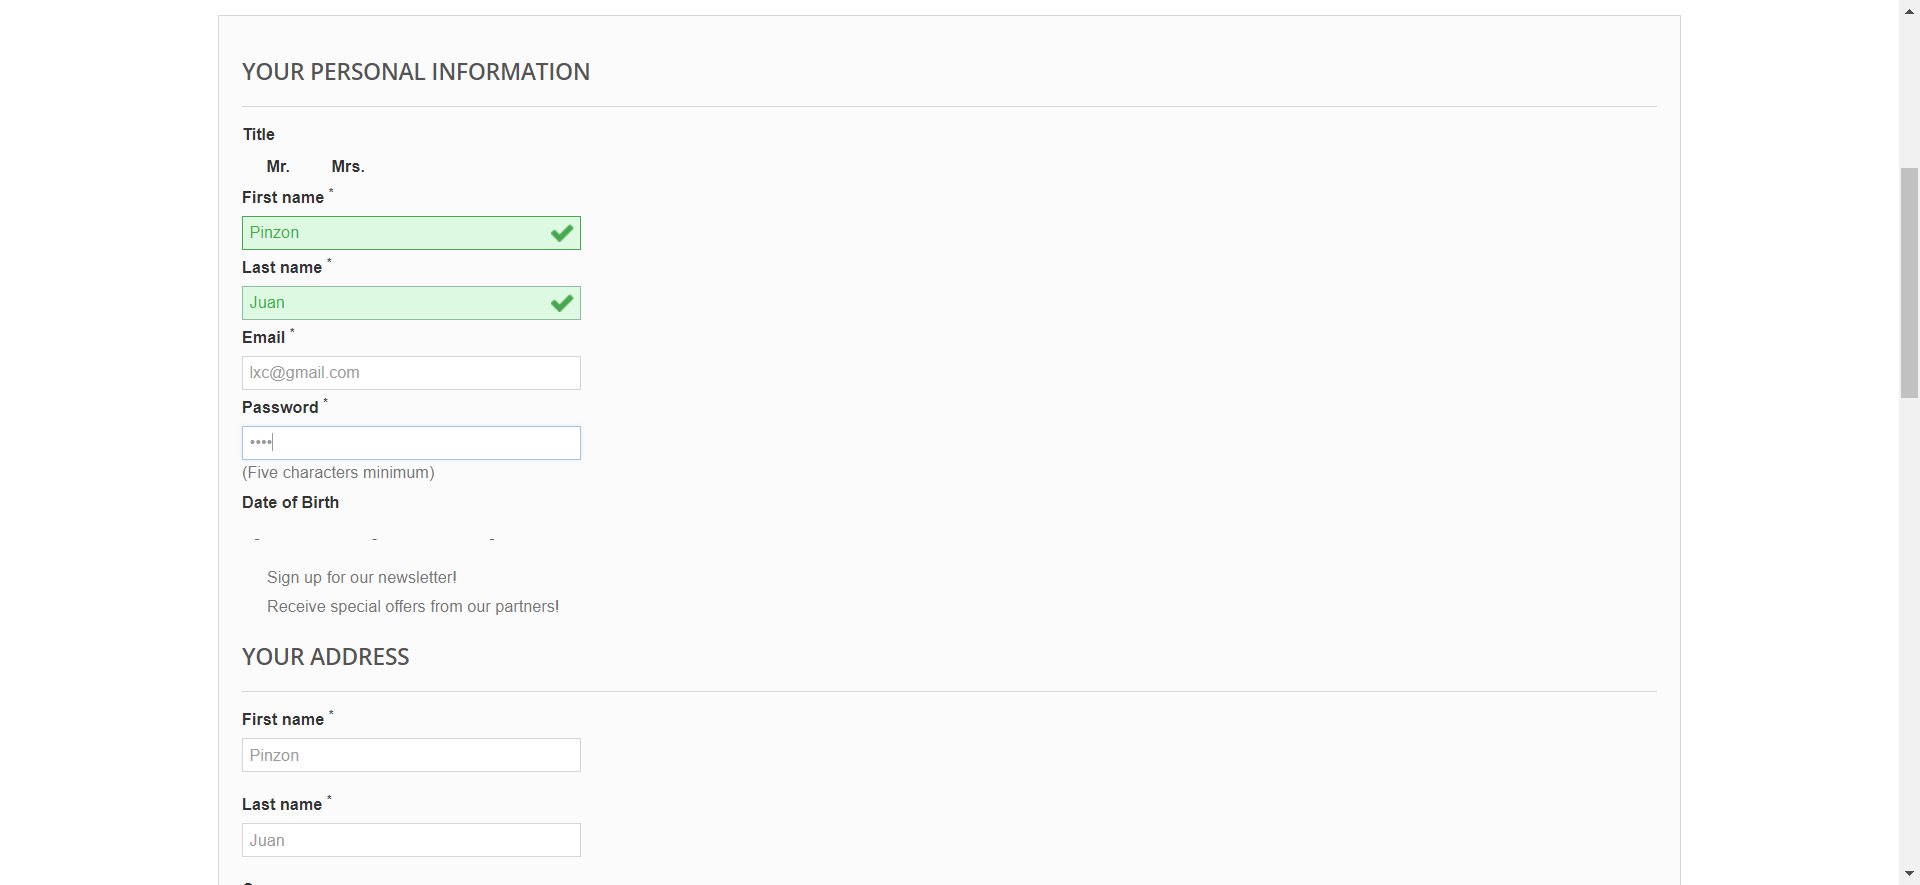 YOUR PERSONAL INFORMATION
Title
Mr. Mrs.
First name *
Pinzon
Last name *
Juan
Email *
lxc@gmail.com
Password *
••••
(Five characters minimum)
Date of Birth
- - -
Sign up for our newsletter!
Receive special offers from our partners!
YOUR ADDRESS
First name *
Pinzon
Last name *
Juan